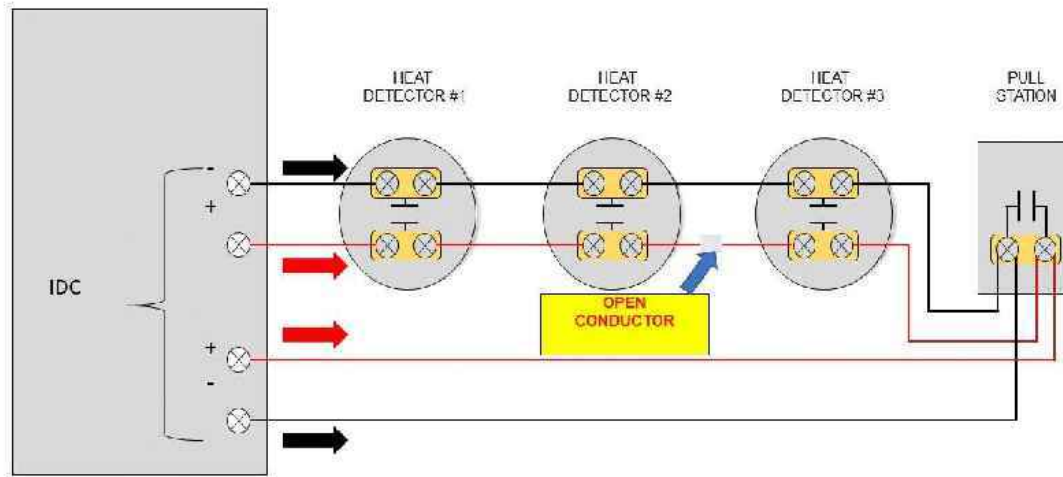 HEAT
DETECTOR #1
HEAT
DETECTOR #2
HEAT
DETECTOR #3
PULL
STATION
-
+
IDC
OPEN
CONDUCTOR
+
-